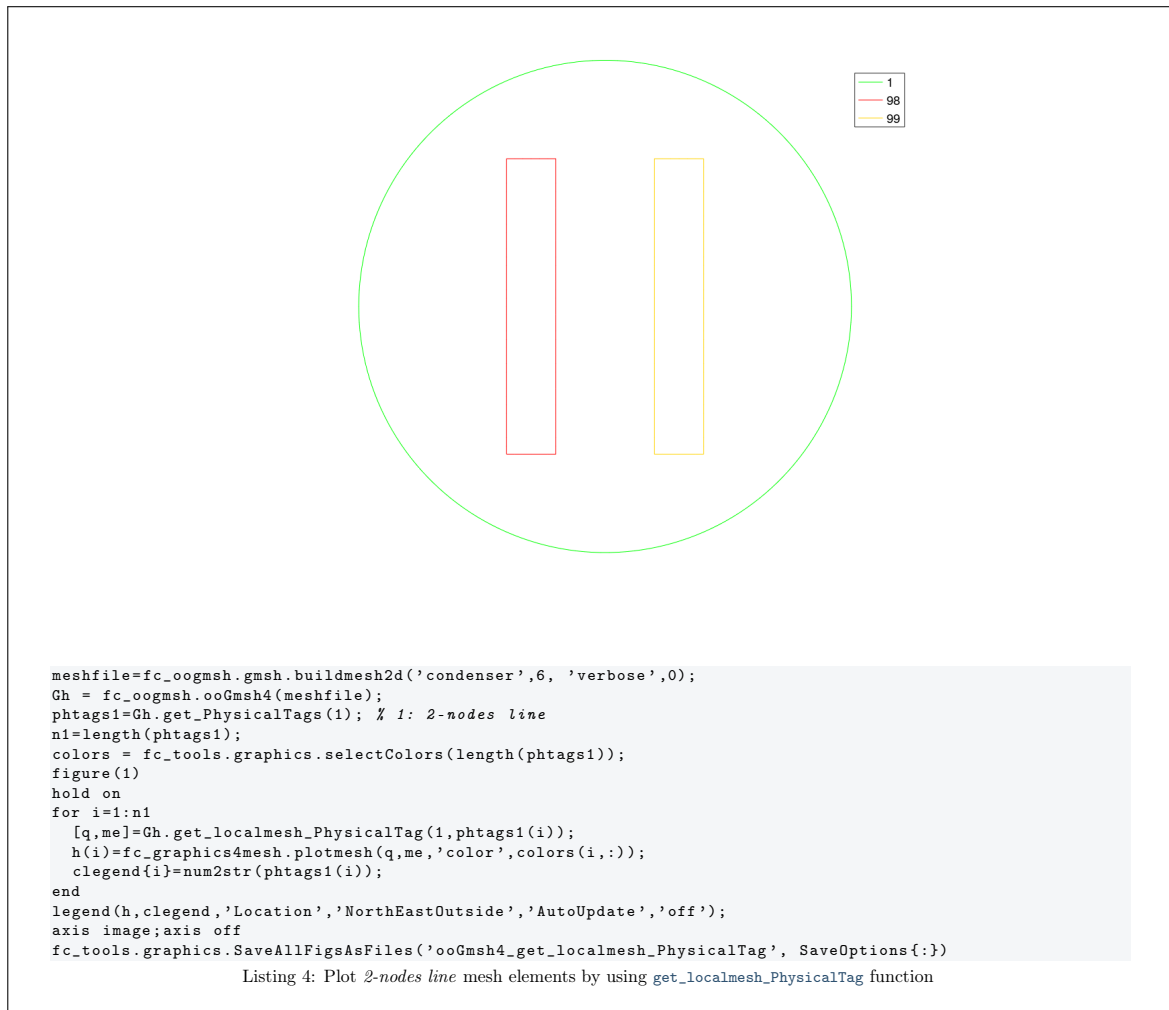 1
98
99
meshfile=fc_oogmsh.gmsh.buildmesh2d('condenser',6, 'verbose',0);
Gh = fc_oogmsh.ooGmsh4(meshfile);
phtags1=Gh.get_PhysicalTags(1); % 1: 2-nodes line
n1=length(phtags1);
colors = fc_tools.graphics.selectColors(length(phtags1));
figure(1)
hold on
for i=1:n1
  [q,me]=Gh.get_localmesh_PhysicalTag(1,phtags1(i));
  h(i)=fc_graphics4mesh.plotmesh(q,me,'color',colors(i,:));
  clegend{i}=num2str(phtags1(i));
end
legend(h,clegend,'Location','NorthEastOutside','AutoUpdate','off');
axis image;axis off
fc_tools.graphics.SaveAllFigsAsFiles('ooGmsh4_get_localmesh_PhysicalTag', SaveOptions{:})
Listing 4: Plot 2-nodes line mesh elements by using get_localmesh_PhysicalTag function